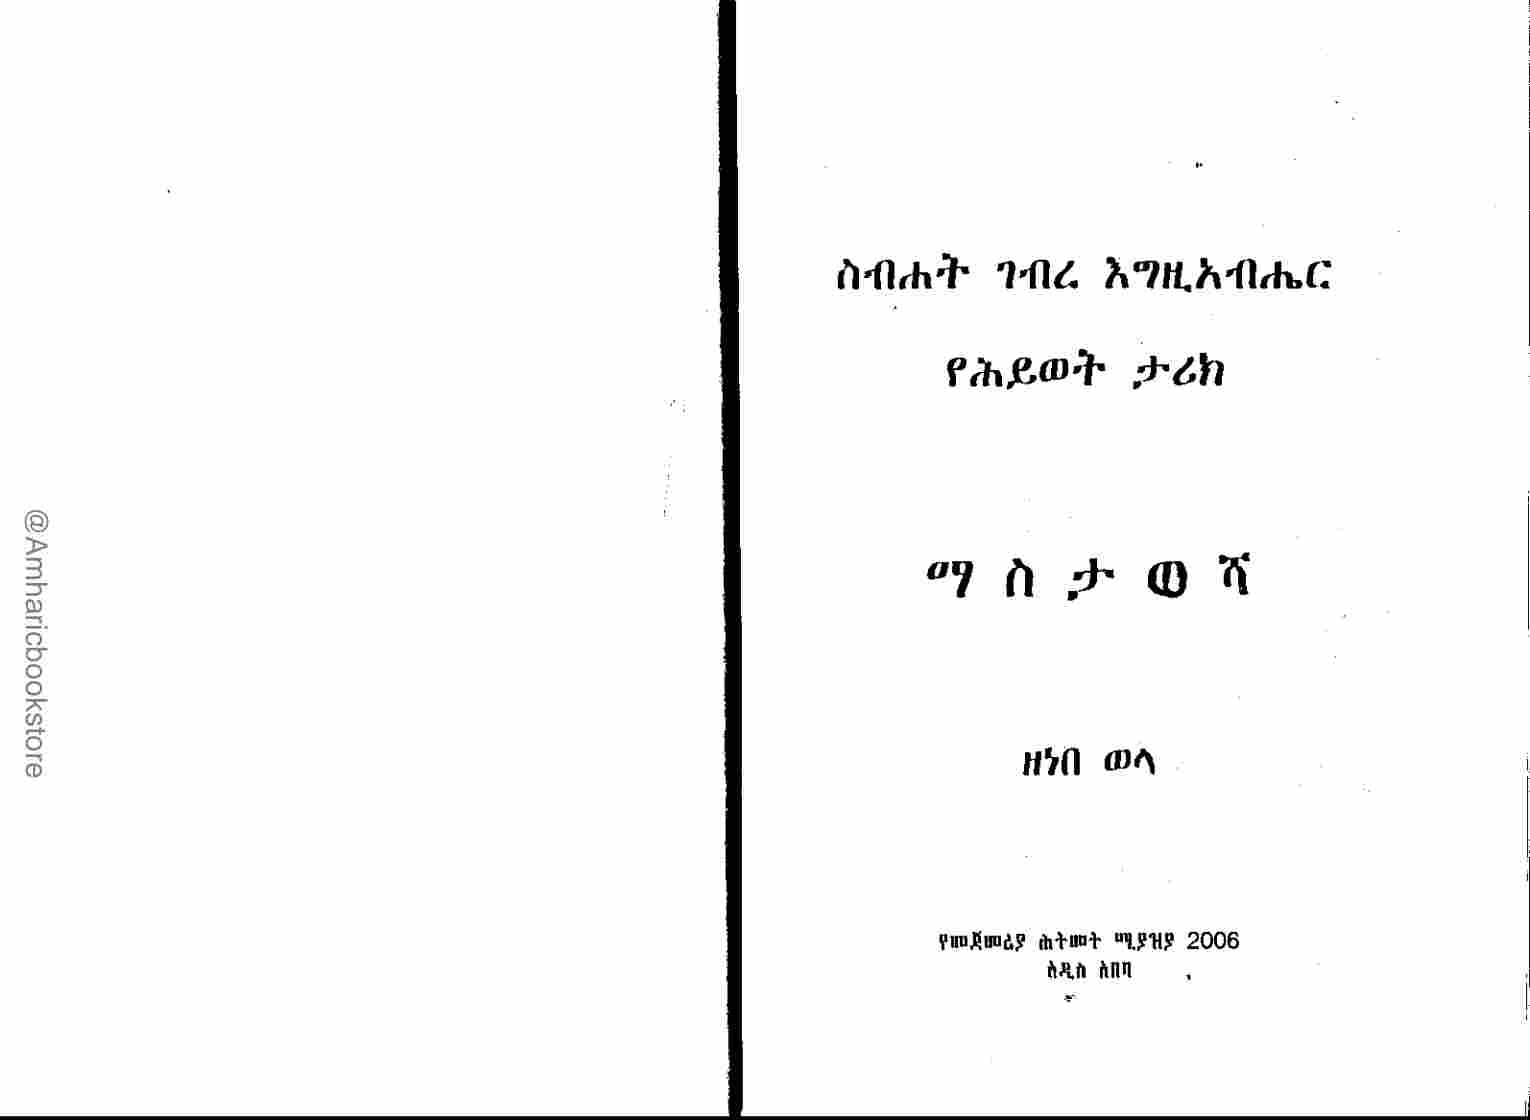 @Amharicbookstore
ስብሐት ገብረ እግዚአብሔር
የሕይወት ታሪክ
ማ ስ ታ ወ ሻ
ዘነበ ወላ
የመጀመሪያ ሕትመት ሚያዝያ 2006
አዲስ አበባ